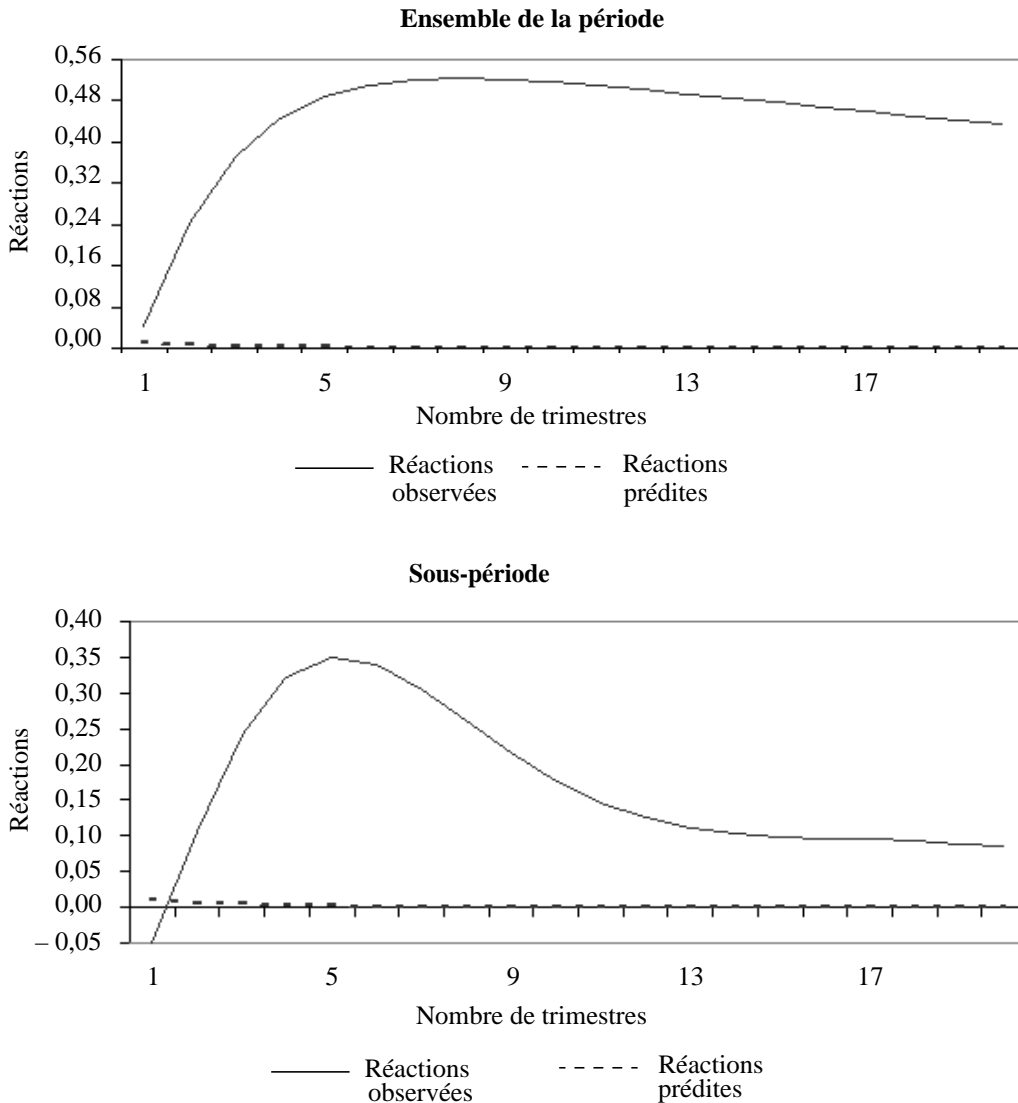 Ensemble de la période
0,56
0,48
0,40
0,32
0,24
0,16
0,08
0,00
Réactions
1 5 9 13 17
Nombre de trimestres
Réactions observées
Réactions prédites
Sous-période
0,40
0,35
0,30
0,25
0,20
0,15
0,10
0,05
0,00
– 0,05
Réactions
1 5 9 13 17
Nombre de trimestres
Réactions observées
Réactions prédites